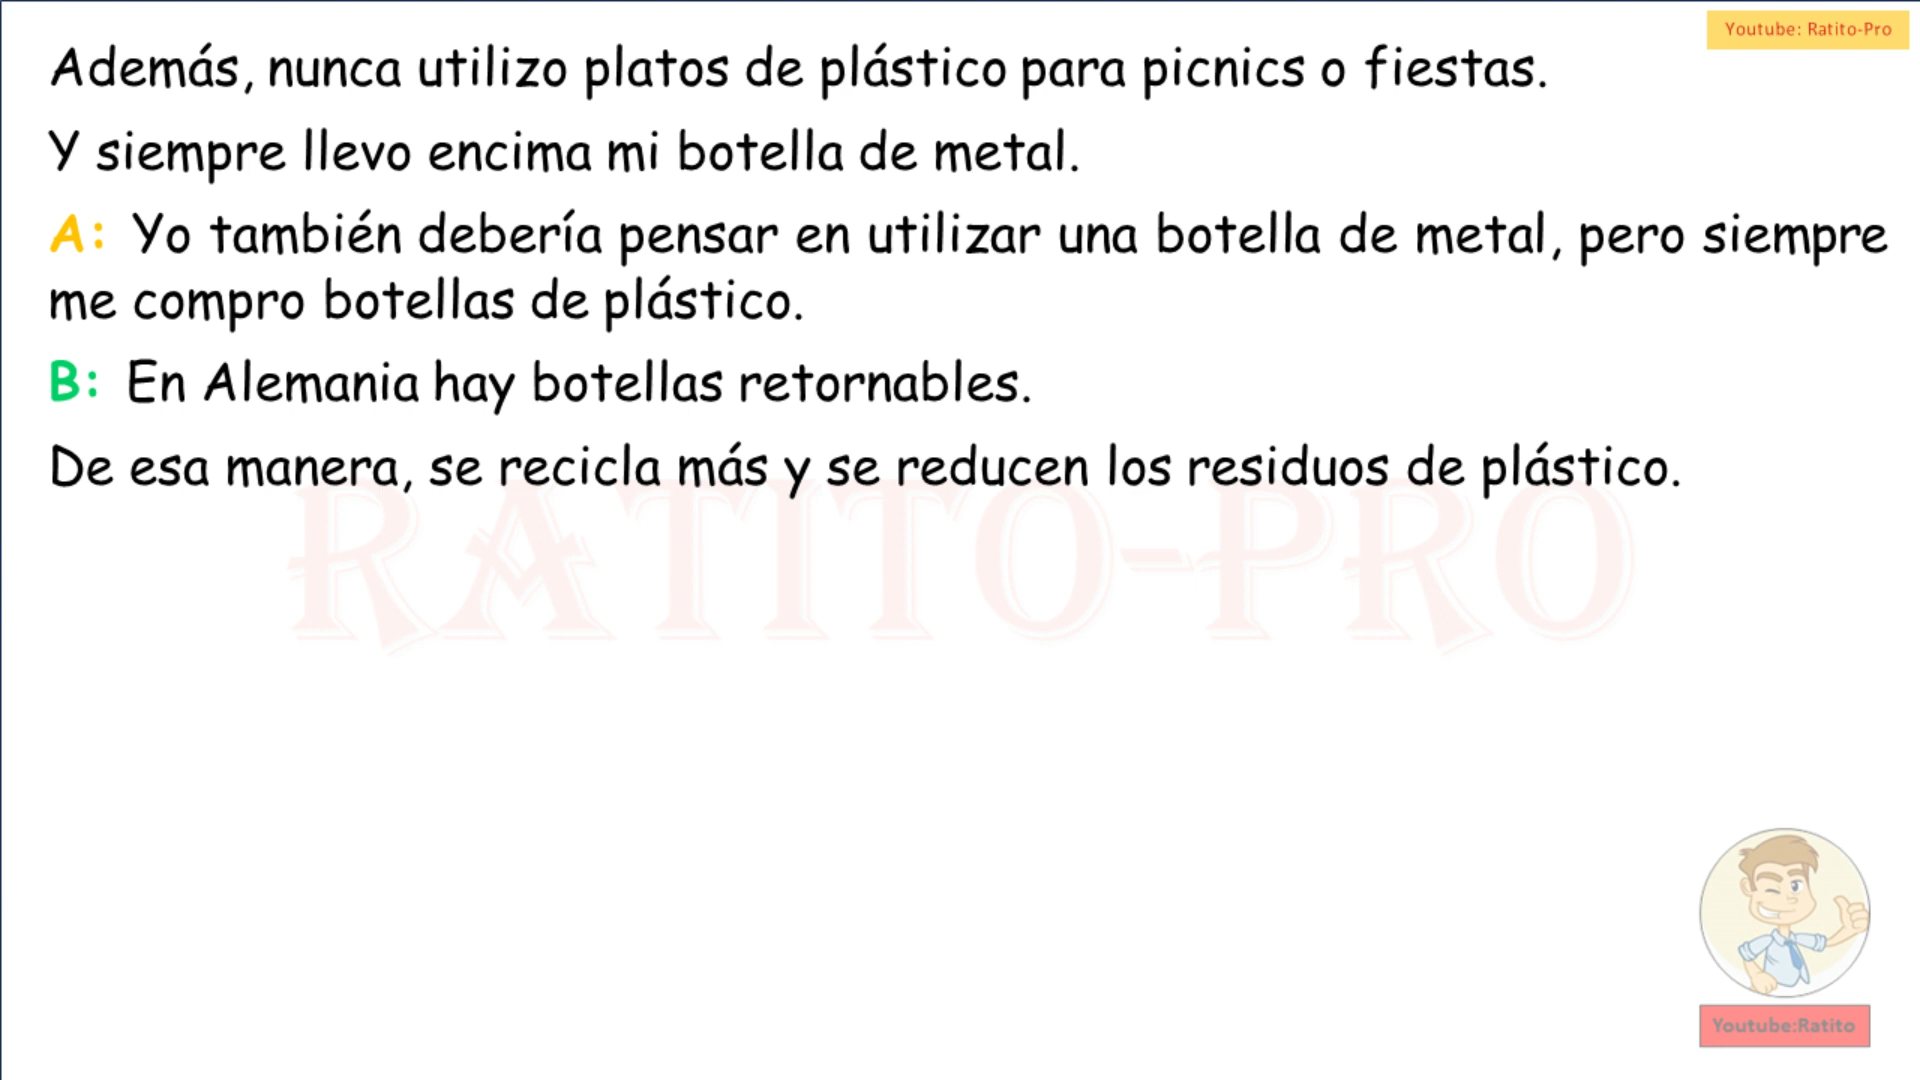 Youtube: Ratito-Pro
Además, nunca utilizo platos de plástico para picnics o fiestas.
Y siempre llevo encima mi botella de metal.
A: Yo también debería pensar en utilizar una botella de metal, pero siempre
me compro botellas de plástico.
B: En Alemania hay botellas retornables.
De esa manera, se recicla más y se reducen los residuos de plástico.
RATITO-PRO
Youtube:Ratito